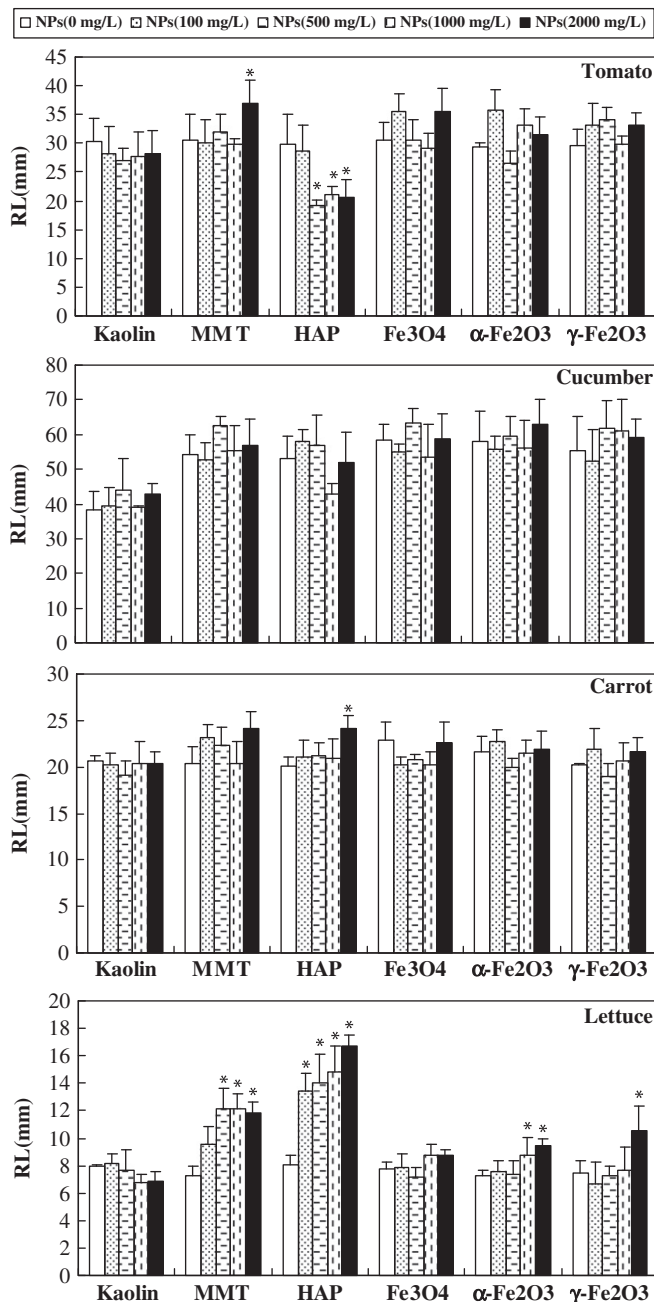 NPs(0 mg/L) NPs(100 mg/L) NPs(500 mg/L) NPs(1000 mg/L) NPs(2000 mg/L)
45
40
35
30
25
20
15
10
5
0
RL(mm)
Tomato
* * * *
Kaolin MMT HAP Fe3O4 α-Fe2O3 γ-Fe2O3
80
70
60
50
40
30
20
10
0
RL(mm)
Cucumber
Kaolin MMT HAP Fe3O4 α-Fe2O3 γ-Fe2O3
30
25
20
15
10
5
0
RL(mm)
Carrot
*
Kaolin MMT HAP Fe3O4 α-Fe2O3 γ-Fe2O3
20
18
16
14
12
10
8
6
4
2
0
RL(mm)
Lettuce
* * * * * * * * * *
Kaolin MMT HAP Fe3O4 α-Fe2O3 γ-Fe2O3